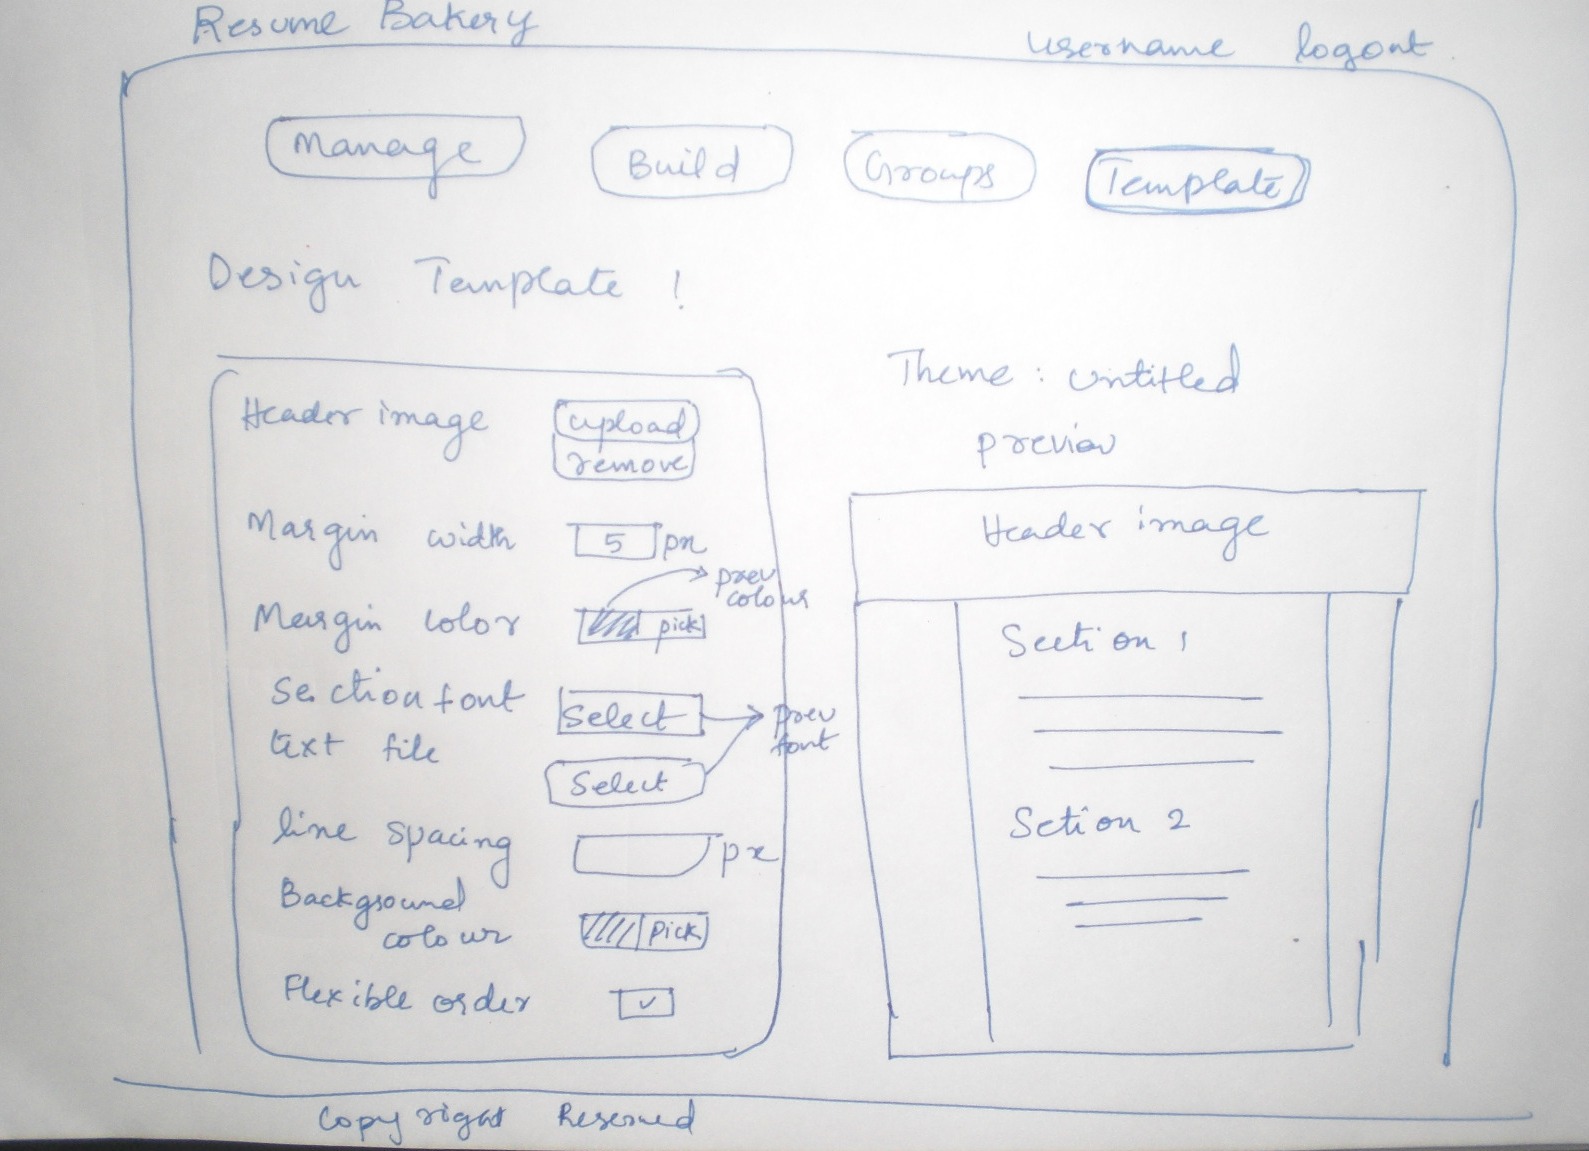 Resume Bakery
username logout
Manage Build Groups Template
Design Template !
Theme : Untitled
preview
Header image upload
remove
Margin width 5 px
prev
colour
Margin color pick
Section font Select
text file
Select
prev
font
line spacing px
Background
colour pick
Flexible order ✓
Header image
Section 1
Setion 2
Copy right Reserved